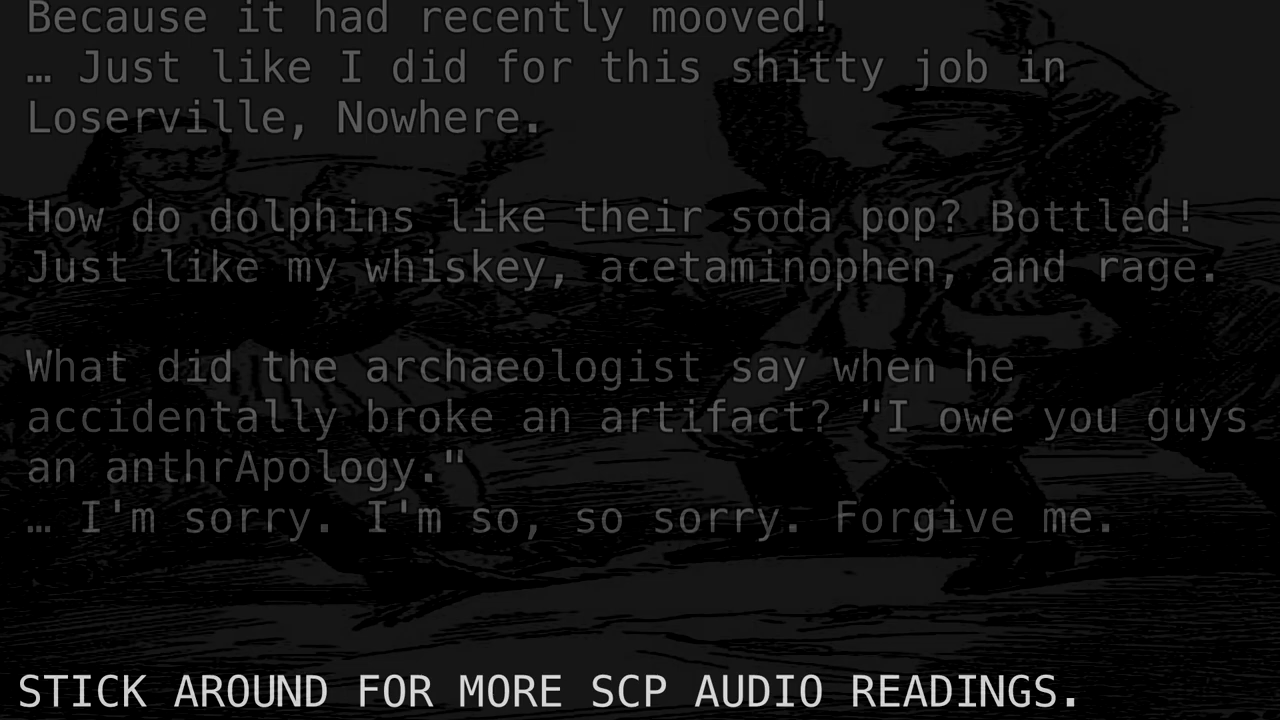 Because it had recently mooved!
… Just like I did for this shitty job in
Loserville, Nowhere.
How do dolphins like their soda pop? Bottled!
Just like my whiskey, acetaminophen, and rage.
What did the archaeologist say when he
accidentally broke an artifact? "I owe you guys
an anthrApology."
… I'm sorry. I'm so, so sorry. Forgive me.
STICK AROUND FOR MORE SCP AUDIO READINGS.